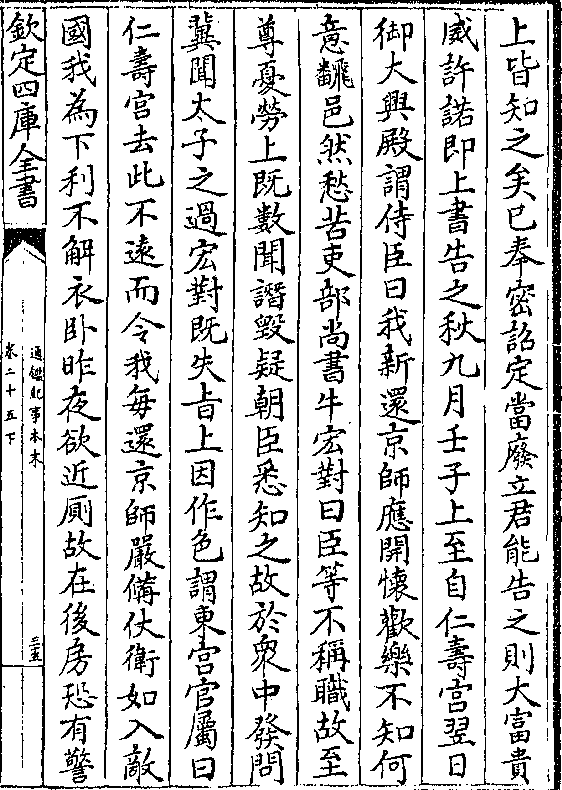 上皆知之矣已奉密詔定當廢立君能告之則大富貴
威許諾即上書告之秋九月壬子上至自仁壽宫翌日
御大興殿謂侍臣曰我新還京師應開懷歡樂不知何
意翻邑然愁苦吏部尚書牛宏對曰臣等不稱職故至
尊憂勞上既數聞譖毁疑朝臣悉知之故於衆中發問
冀聞太子之過宏對既失旨上因作色謂東宫官屬曰
仁壽宫去此不遠而令我每還京師嚴備仗衛如入敵
國我為下利不解衣卧昨夜欲近厠故在後房恐有警
欽定四庫全書
通鑑紀事本末
卷二十五下
三五